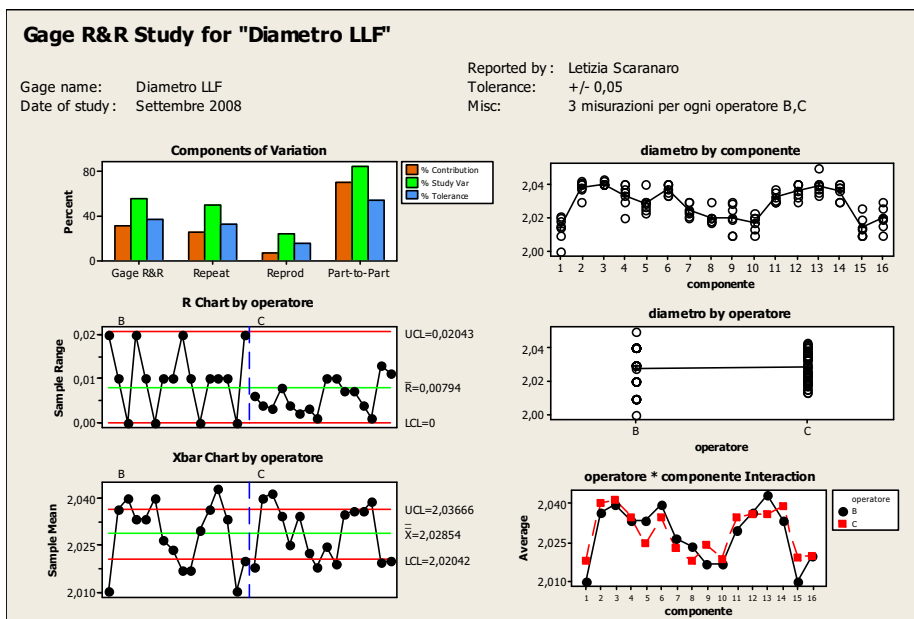 Gage R&R Study for "Diametro LLF"
Gage name: Diametro LLF
Date of study: Settembre 2008
Reported by: Letizia Scaranaro
Tolerance: +/- 0,05
Misc: 3 misurazioni per ogni operatore B,C
Components of Variation
Percent
80
40
0
Gage R&R Repeat Reprod Part-to-Part
% Contribution
% Study Var
% Tolerance
diametro by componente
2,04
2,02
2,00
1 2 3 4 5 6 7 8 9 10 11 12 13 14 15 16
componente
R Chart by operatore
B C
Sample Range
0,02
0,01
0,00
UCL=0,02043
R̅=0,00794
LCL=0
diametro by operatore
2,04
2,02
2,00
B C
operatore
Xbar Chart by operatore
B C
Sample Mean
2,040
2,025
2,010
UCL=2,03666
X̿=2,02854
LCL=2,02042
operatore * componente Interaction
Average
2,040
2,025
2,010
1 2 3 4 5 6 7 8 9 10 11 12 13 14 15 16
componente
operatore
B
C